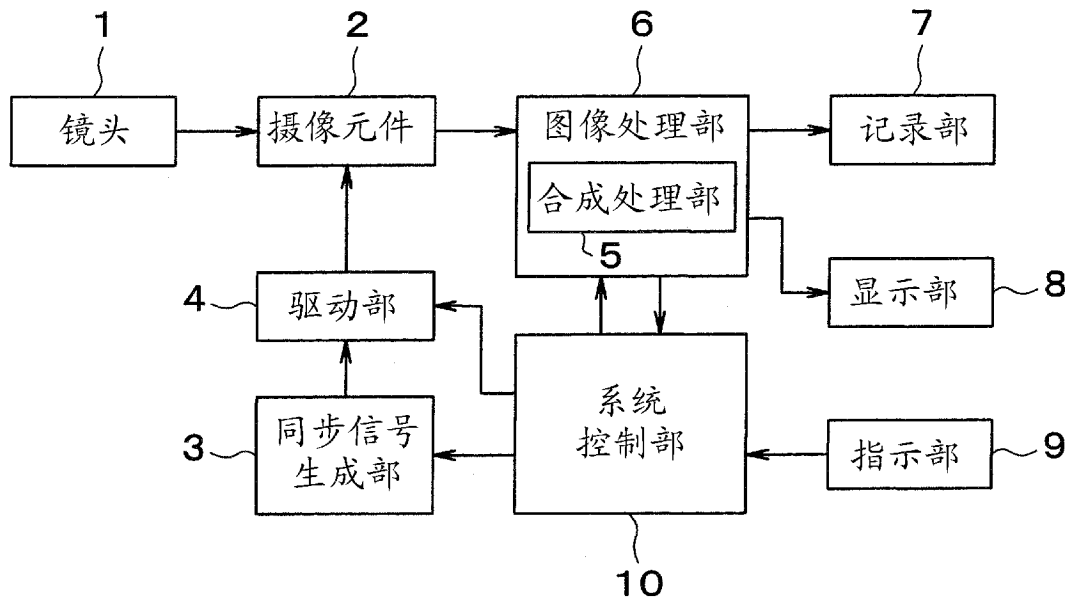 1
2
6
7
镜头
摄像元件
图像处理部
记录部
合成处理部
5
4
驱动部
显示部
8
3
同步信号
生成部
系统
控制部
指示部
9
10